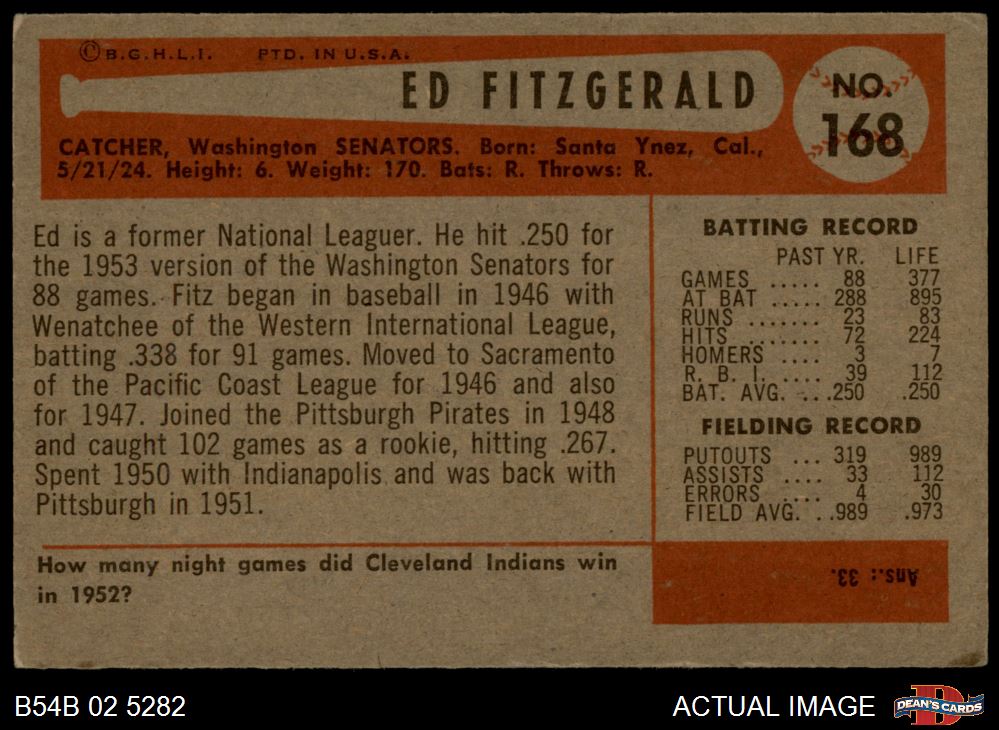 © B.G.H.L.I. PTD. IN U.S.A.
ED FITZGERALD
NO.
168
CATCHER, Washington SENATORS. Born: Santa Ynez, Cal.,
5/21/24. Height: 6. Weight: 170. Bats: R. Throws: R.
Ed is a former National Leaguer. He hit .250 for
the 1953 version of the Washington Senators for
88 games. Fitz began in baseball in 1946 with
Wenatchee of the Western International League,
batting .338 for 91 games. Moved to Sacramento
of the Pacific Coast League for 1946 and also
for 1947. Joined the Pittsburgh Pirates in 1948
and caught 102 games as a rookie, hitting .267.
Spent 1950 with Indianapolis and was back with
Pittsburgh in 1951.
BATTING RECORD
PAST YR. LIFE
GAMES ..... 88 377
AT BAT ..... 288 895
RUNS ....... 23 83
HITS ....... 72 224
HOMERS .... 3 7
R. B. I. .... 39 112
BAT. AVG. ...250 .250
FIELDING RECORD
PUTOUTS ... 319 989
ASSISTS .... 33 112
ERRORS .... 4 30
FIELD AVG. ..989 .973
How many night games did Cleveland Indians win
in 1952?
Ans.: 33.
B54B 02 5282
ACTUAL IMAGE
DEAN'S CARDS